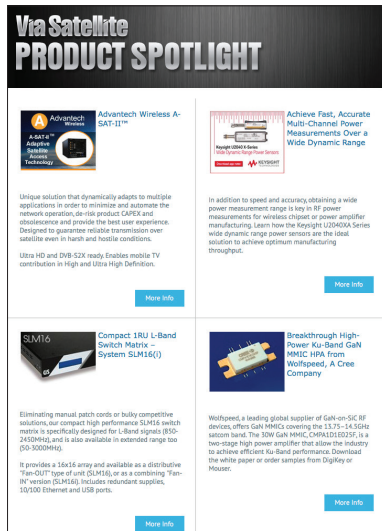 Via Satellite
PRODUCT SPOTLIGHT
Advantech
Wireless
A-SAT-II™
Adaptive
Satellite
Access
Technology
Advantech Wireless A-
SAT-II™
Unique solution that dynamically adapts to multiple
applications in order to minimize and automate the
network operation, de-risk product CAPEX and
obsolescence and provide the best user experience.
Designed to guarantee reliable transmission over
satellite even in harsh and hostile conditions.
Ultra HD and DVB-S2X ready. Enables mobile TV
contribution in High and Ultra High Definition.
More Info
Keysight U2040 X-Series
Wide Dynamic Range Power Sensors
KEYSIGHT
Achieve Fast, Accurate
Multi-Channel Power
Measurements Over a
Wide Dynamic Range
In addition to speed and accuracy, obtaining a wide
power measurement range is key in RF power
measurements for wireless chipset or power amplifier
manufacturing. Learn how the Keysight U2040XA Series
wide dynamic range power sensors are the ideal
solution to achieve optimum manufacturing
throughput.
More Info
SLM16
Compact 1RU L-Band
Switch Matrix –
System SLM16(i)
Eliminating manual patch cords or bulky competitive
solutions, our compact high performance SLM16 switch
matrix is specifically designed for L-Band signals (850-
2450MHz), and is also available in extended range too
(50-3000MHz).
It provides a 16x16 array and available as a distributive
"Fan-OUT" type of unit (SLM16), or as a combining "Fan-
IN" version (SLM16i). Includes redundant supplies,
10/100 Ethernet and USB ports.
More Info
Breakthrough High-
Power Ku-Band GaN
MMIC HPA from
Wolfspeed, A Cree
Company
Wolfspeed, a leading global supplier of GaN-on-SiC RF
devices, offers GaN MMICs covering the 13.75–14.5GHz
satcom band. The 30W GaN MMIC, CMPA1D1E025F, is a
two-stage high power amplifier that allow the industry
to achieve efficient Ku-Band performance. Download
the white paper or order samples from DigiKey or
Mouser.
More Info